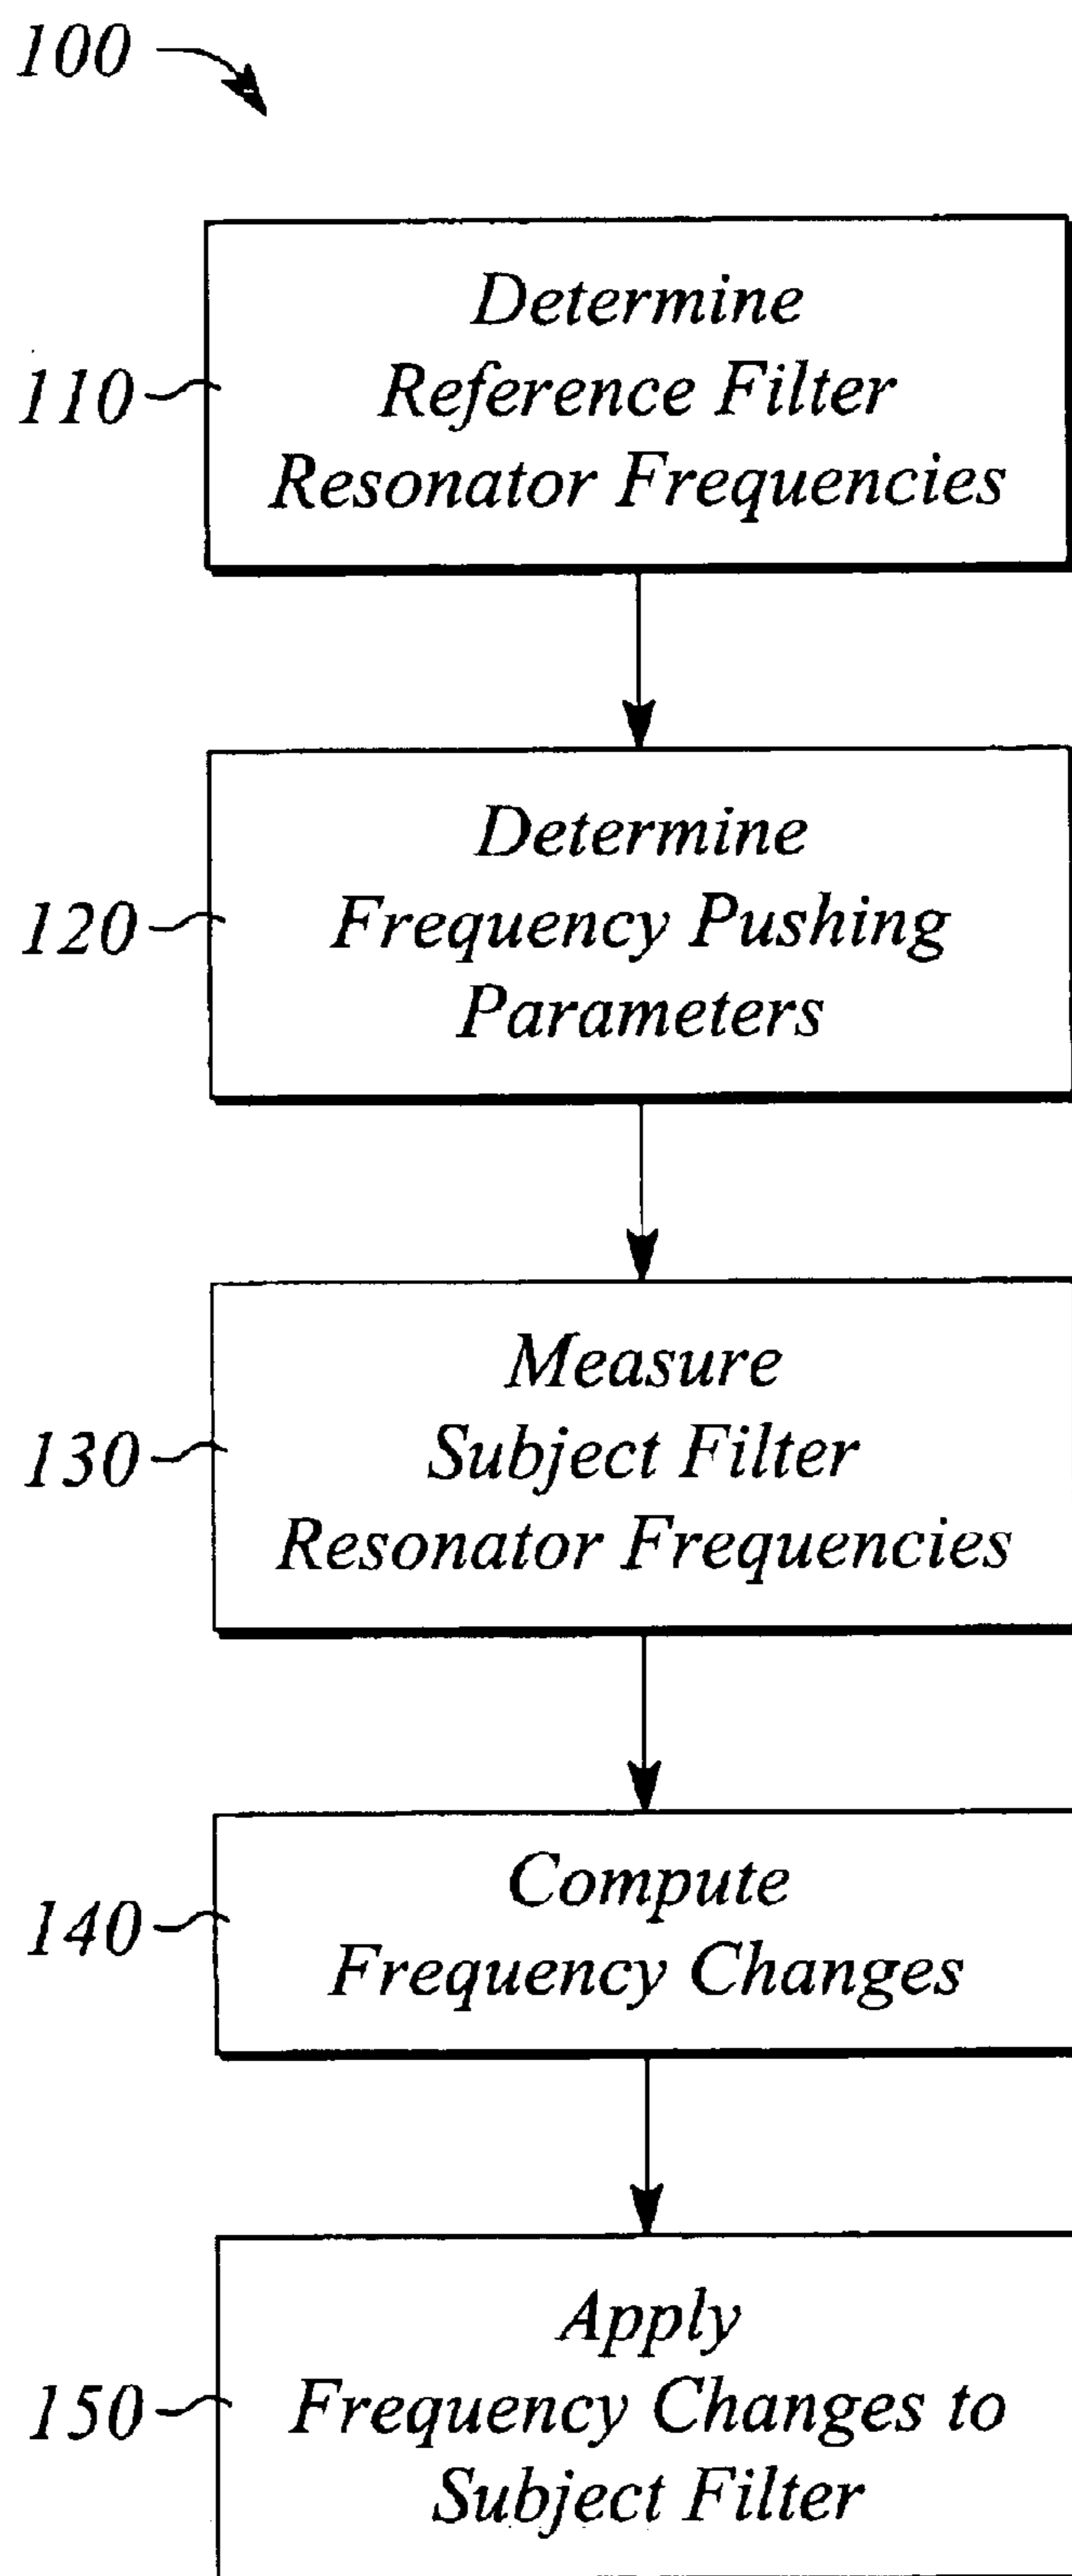 100
Determine
Reference Filter
110
Resonator Frequencies
Determine
120
Frequency Pushing
Parameters
Measure
Subject Filter
130
Resonator Frequencies
Compute
140
Frequency Changes
Apply
150
Frequency Changes to
Subject Filter